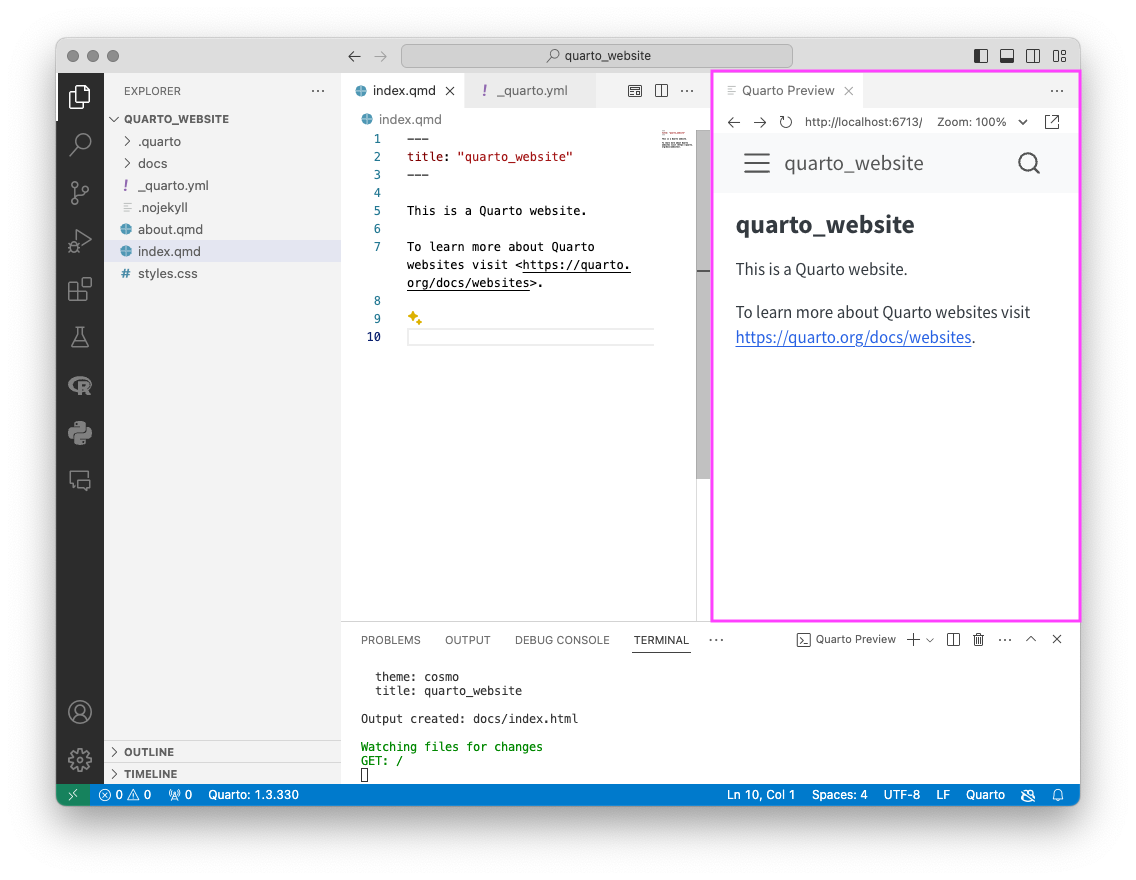 quarto_website
EXPLORER
QUARTO_WEBSITE
.quarto
docs
! _quarto.yml
.nojekyll
about.qmd
index.qmd
# styles.css
OUTLINE
TIMELINE
index.qmd
! _quarto.yml
index.qmd
1 ---
2 title: "quarto_website"
3 ---
4
5 This is a Quarto website.
6
7 To learn more about Quarto
websites visit <https://quarto.
org/docs/websites>.
8
9
10
Quarto Preview
http://localhost:6713/ Zoom: 100%
quarto_website
quarto_website
This is a Quarto website.
To learn more about Quarto websites visit
https://quarto.org/docs/websites.
PROBLEMS OUTPUT DEBUG CONSOLE TERMINAL Quarto Preview
theme: cosmo
title: quarto_website
Output created: docs/index.html
Watching files for changes
GET: /
0 0 0 Quarto: 1.3.330 Ln 10, Col 1 Spaces: 4 UTF-8 LF Quarto